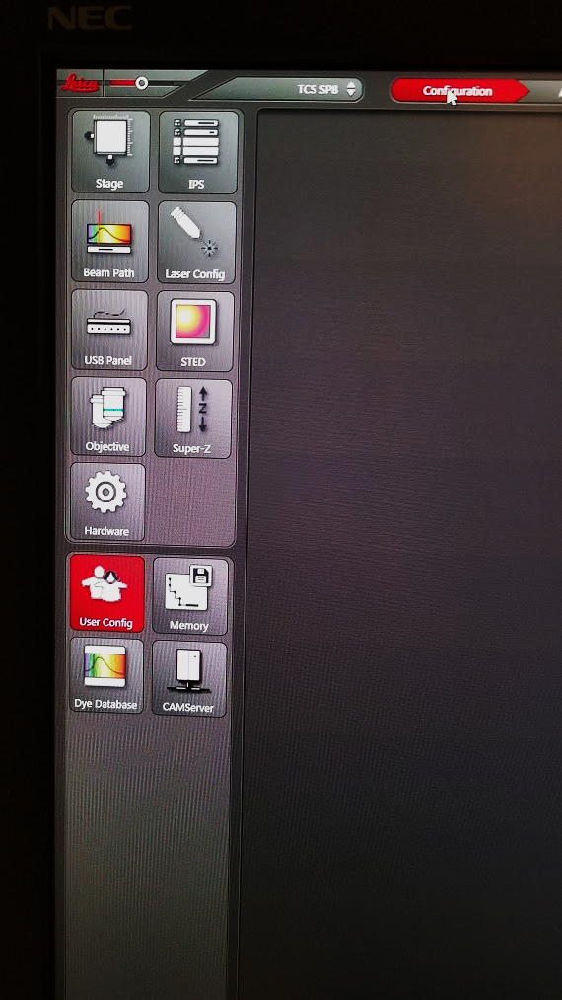 NEC
Leica
TCS SP8
Configuration
Stage
IPS
Beam Path
Laser Config
USB Panel
STED
Objective
Z
Super-Z
Hardware
User Config
Memory
Dye Database
CAMServer